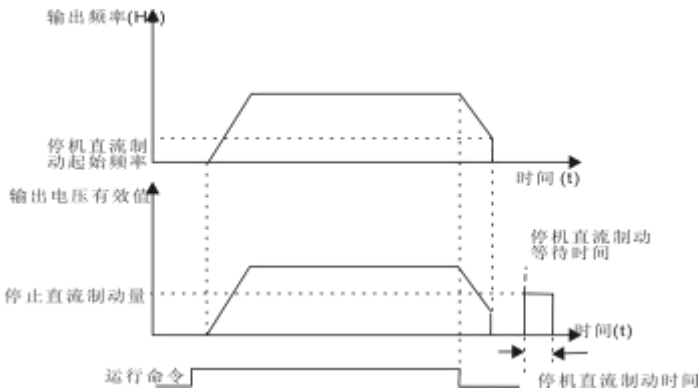 输出频率(Hz)
停机直流制
动起始频率
时间(t)
输出电压有效值
停机直流制动
等待时间
停止直流制动量
时间(t)
运行命令
停机直流制动时间